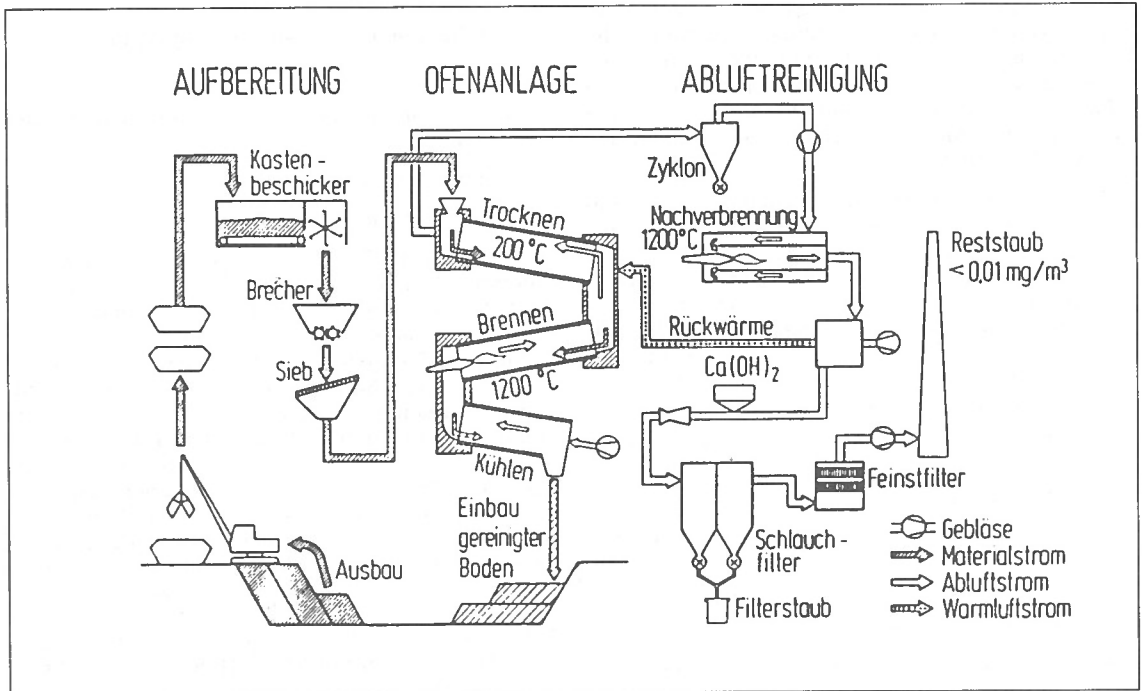 AUFBEREITUNG
OFENANLAGE
ABLUFTREINIGUNG
Kasten-
beschicker
Brecher
Sieb
Ausbau
Trocknen
200 °C
Brennen
1200 °C
Kühlen
Einbau
gereinigter
Boden
Zyklon
Nachverbrennung
1200°C
Rückwärme
Ca(OH)₂
Reststaub
< 0,01 mg/m³
Feinstfilter
Schlauch-
filter
Filterstaub
Gebläse
Materialstrom
Abluftstrom
Warmluftstrom